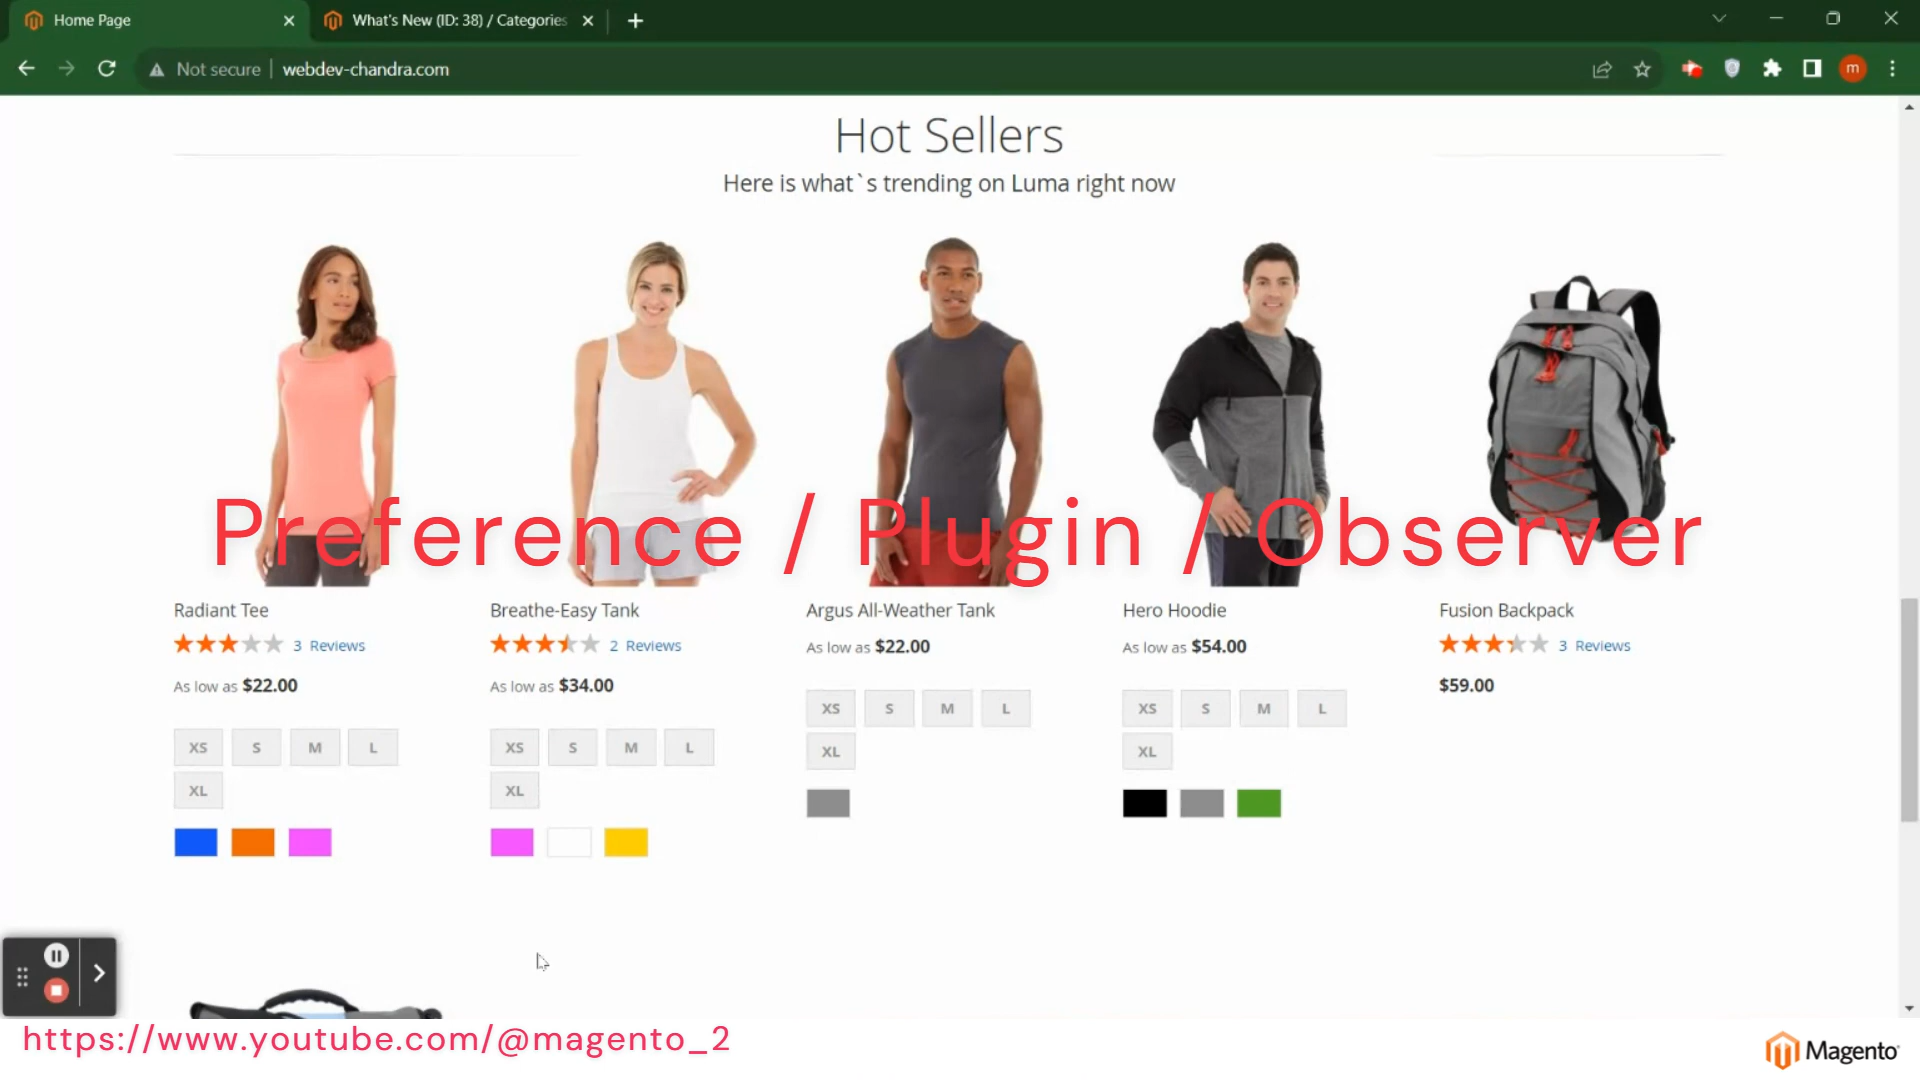 Home Page
What's New (ID: 38) / Categories
Not secure | webdev-chandra.com
m
Hot Sellers
Here is what`s trending on Luma right now
Preference / Plugin / Observer
Radiant Tee
3 Reviews
As low as $22.00
XS S M L
XL
Breathe-Easy Tank
2 Reviews
As low as $34.00
XS S M L
XL
Argus All-Weather Tank
As low as $22.00
XS S M L
XL
Hero Hoodie
As low as $54.00
XS S M L
XL
Fusion Backpack
3 Reviews
$59.00
https://www.youtube.com/@magento_2
Magento